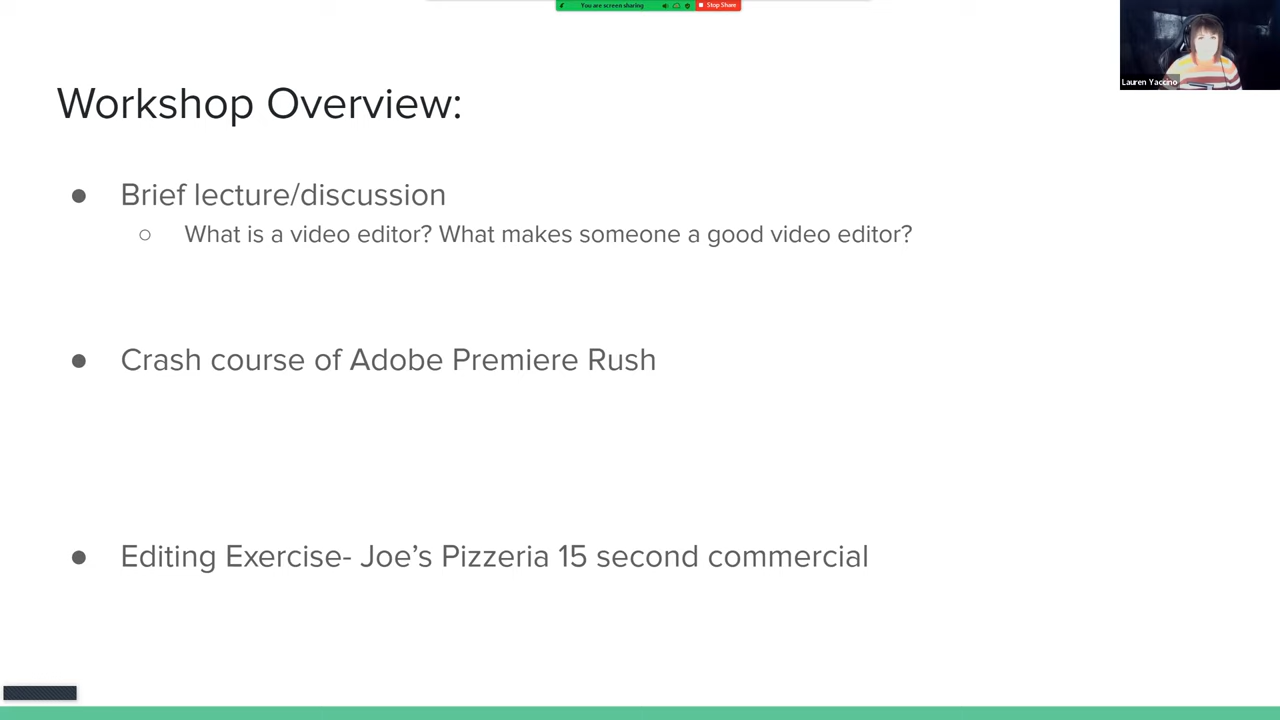 You are screen sharing
Stop Share
Lauren Yaccino
Workshop Overview:
● Brief lecture/discussion
○ What is a video editor? What makes someone a good video editor?
● Crash course of Adobe Premiere Rush
● Editing Exercise- Joe’s Pizzeria 15 second commercial